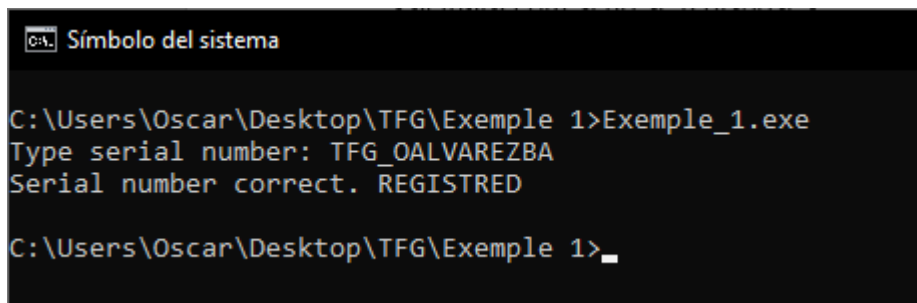 Símbolo del sistema
C:\Users\Oscar\Desktop\TFG\Exemple 1>Exemple_1.exe
Type serial number: TFG_OALVAREZBA
Serial number correct. REGISTRED
C:\Users\Oscar\Desktop\TFG\Exemple 1>